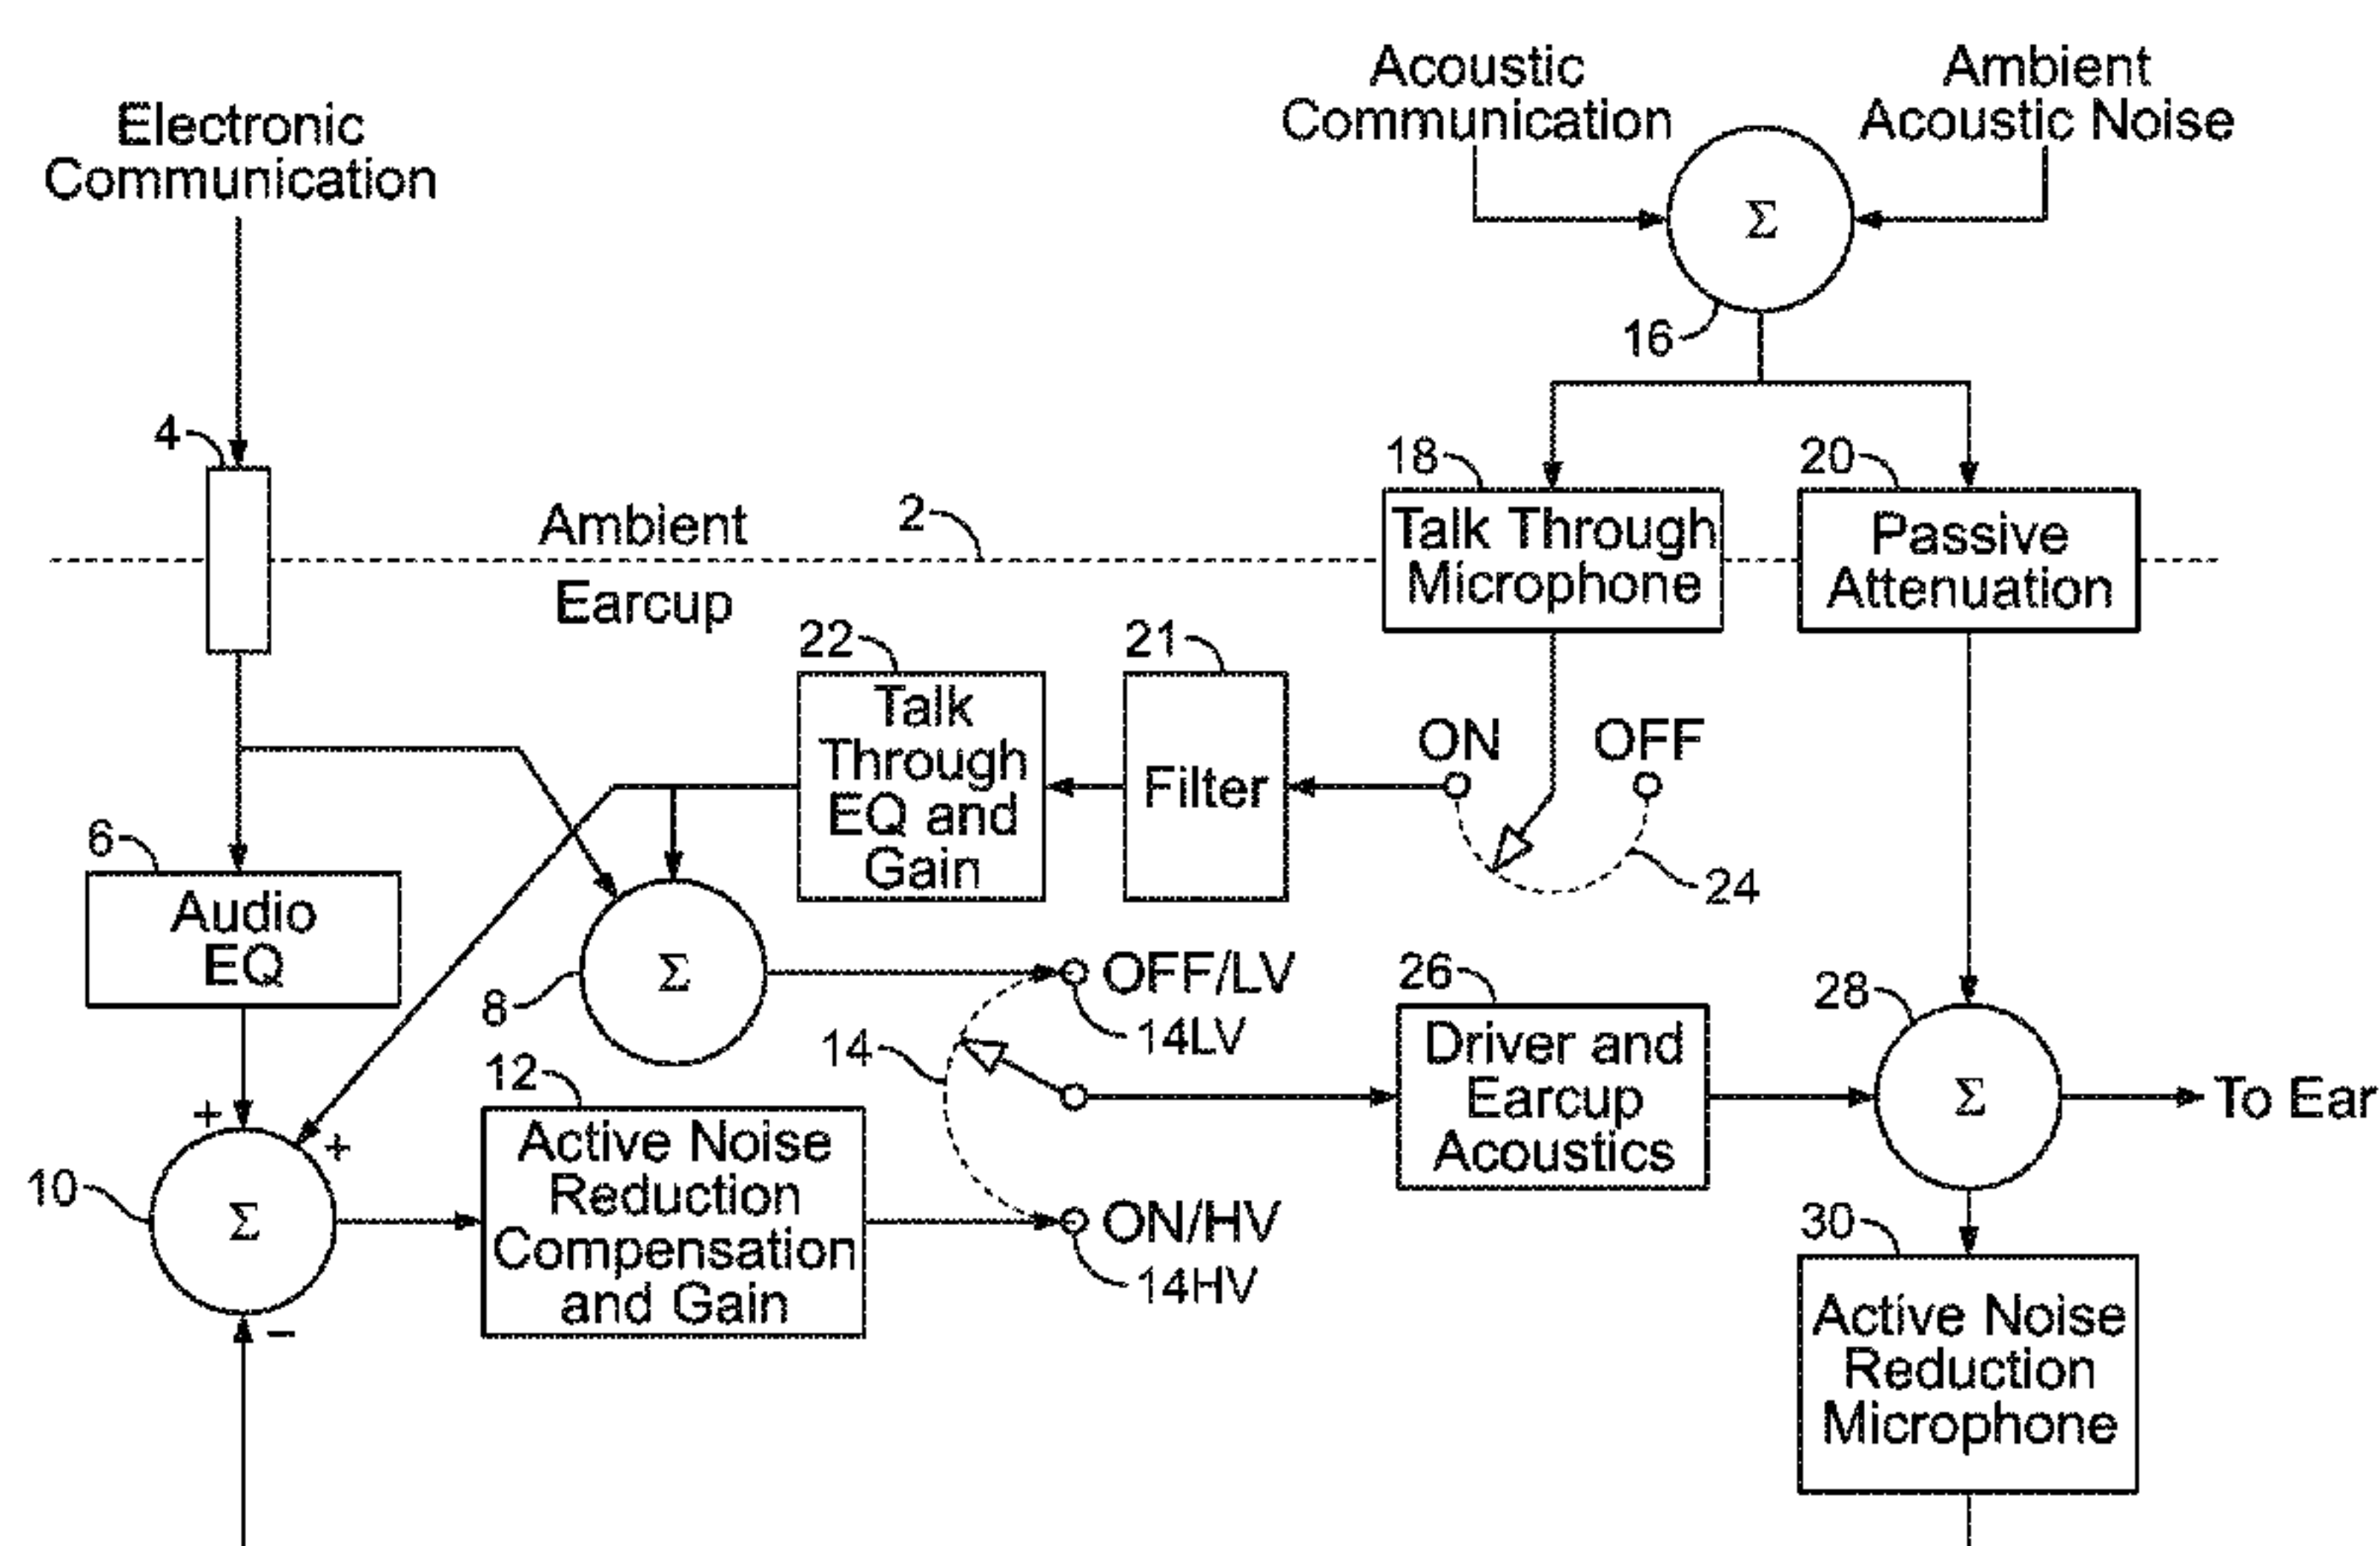 Acoustic
Communication
Ambient
Acoustic Noise
Electronic
Communication
Σ
16
4
18
20
2
Ambient
Earcup
Talk Through
Microphone
Passive
Attenuation
22
21
Talk
Through
EQ and
Gain
Filter
ON
OFF
24
6
Audio
EQ
8
Σ
OFF/LV
14LV
14
26
28
Driver and
Earcup
Acoustics
Σ
To Ear
12
Active Noise
Reduction
Compensation
and Gain
+
+
10
Σ
−
ON/HV
14HV
30
Active Noise
Reduction
Microphone